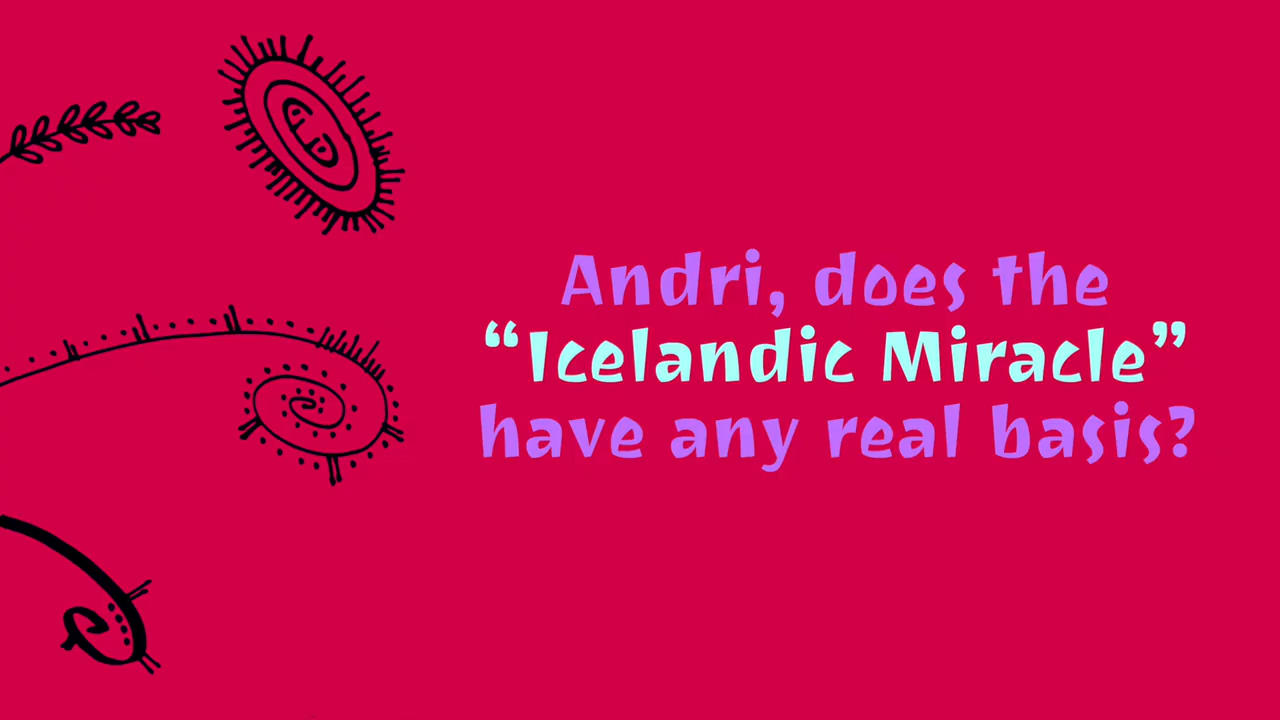 Andri, does the
“Icelandic Miracle”
have any real basis?